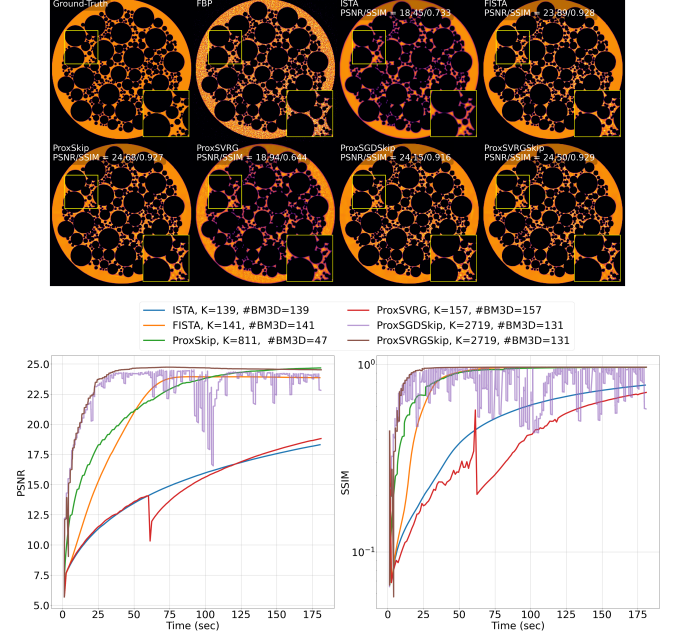 Ground-Truth
FBP
ISTA
PSNR/SSIM = 18.45/0.733
FISTA
PSNR/SSIM = 23.89/0.928
ProxSkip
PSNR/SSIM = 24.68/0.927
ProxSVRG
PSNR/SSIM = 18.94/0.644
ProxSGDSkip
PSNR/SSIM = 24.15/0.916
ProxSVRGSkip
PSNR/SSIM = 24.50/0.929
ISTA, K=139, #BM3D=139
FISTA, K=141, #BM3D=141
ProxSkip, K=811, #BM3D=47
ProxSVRG, K=157, #BM3D=157
ProxSGDSkip, K=2719, #BM3D=131
ProxSVRGSkip, K=2719, #BM3D=131
PSNR
25.0
22.5
20.0
17.5
15.0
12.5
10.0
7.5
5.0
0 25 50 75 100 125 150 175
Time (sec)
SSIM
10⁰
10⁻¹
0 25 50 75 100 125 150 175
Time (sec)